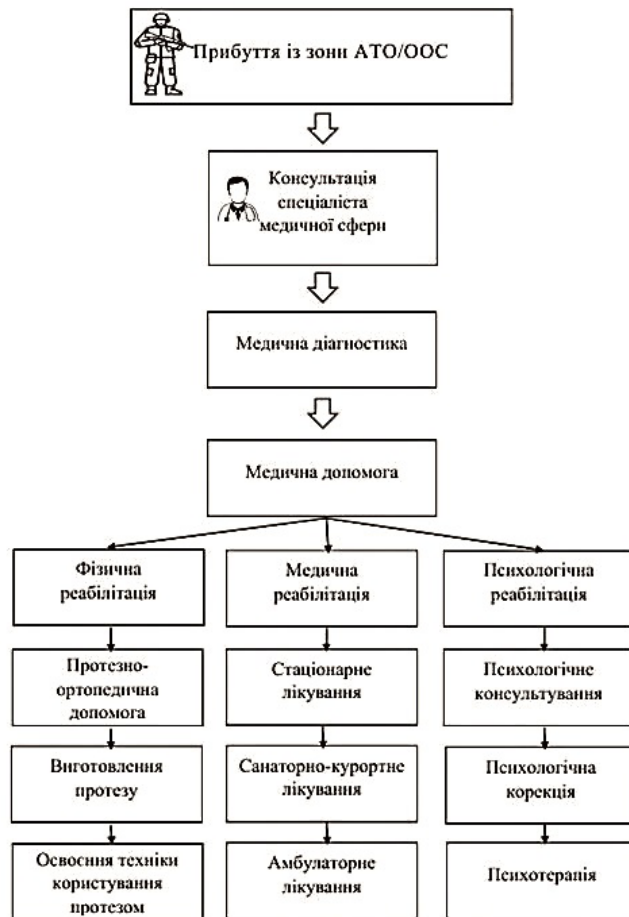 Прибуття із зони АТО/ООС
Консультація
спеціаліста
медичної сфери
Медична діагностика
Медична допомога
Фізична
реабілітація
Медична
реабілітація
Психологічна
реабілітація
Протезно-
ортопедична
допомога
Стаціонарне
лікування
Психологічне
консультування
Виготовлення
протезу
Санаторно-курортне
лікування
Психологічна
корекція
Освоєння техніки
користування
протезом
Амбулаторне
лікування
Психотерапія